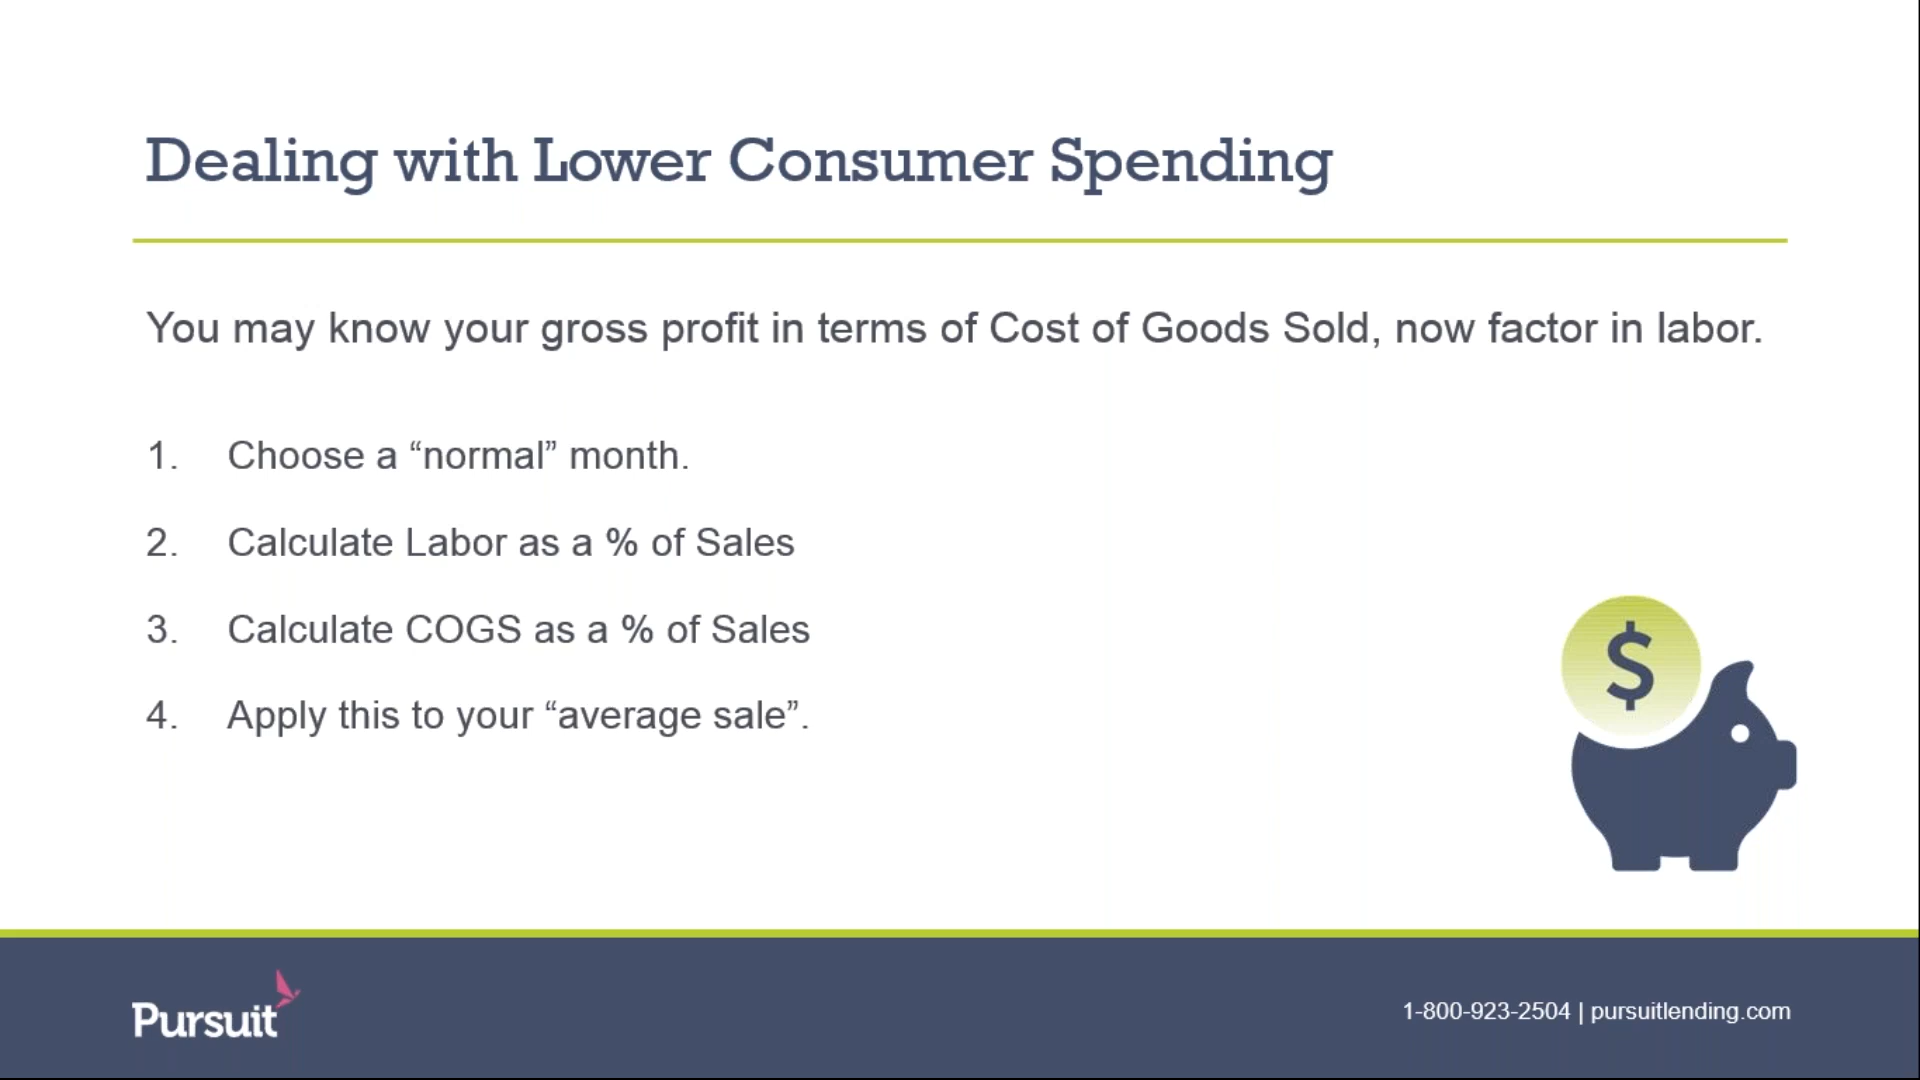 Dealing with Lower Consumer Spending
You may know your gross profit in terms of Cost of Goods Sold, now factor in labor.
1. Choose a “normal” month.
2. Calculate Labor as a % of Sales
3. Calculate COGS as a % of Sales
4. Apply this to your “average sale”.
$
Pursuit
1-800-923-2504 | pursuitlending.com